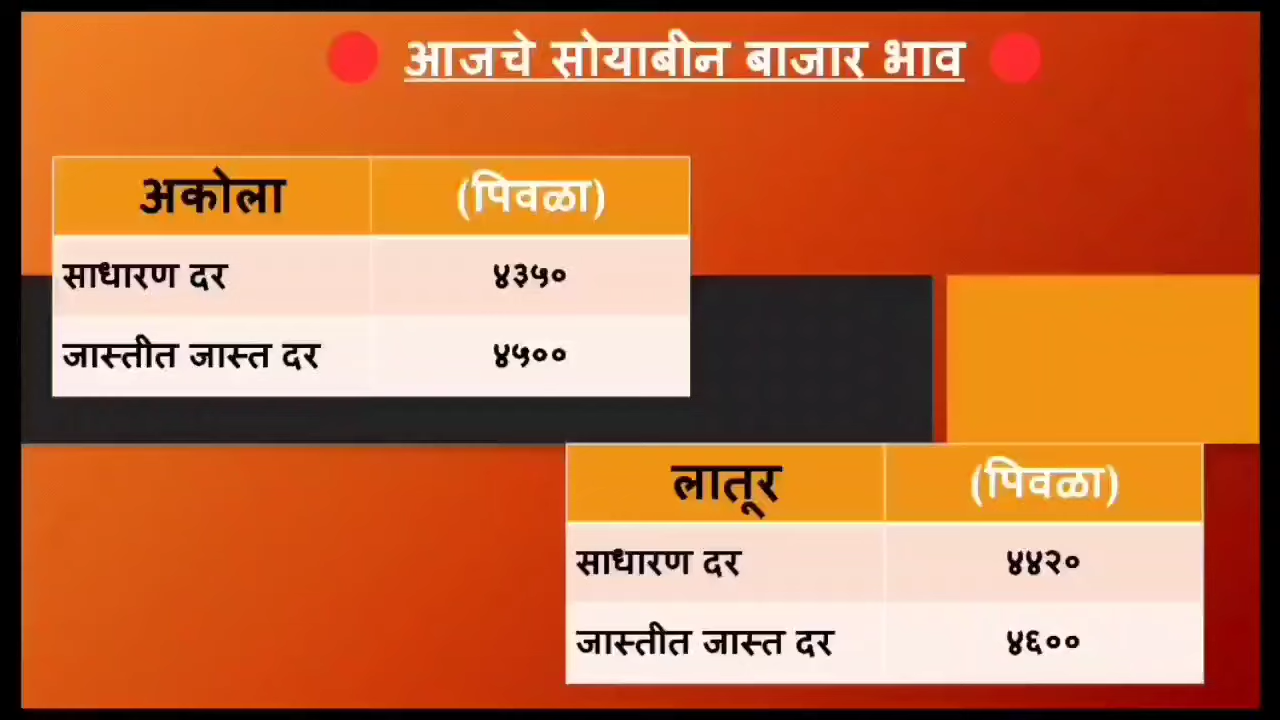 आजचे सोयाबीन बाजार भाव
अकोला (पिवळा)
साधारण दर ४३५०
जास्तीत जास्त दर ४५००
लातूर (पिवळा)
साधारण दर ४४२०
जास्तीत जास्त दर ४६००